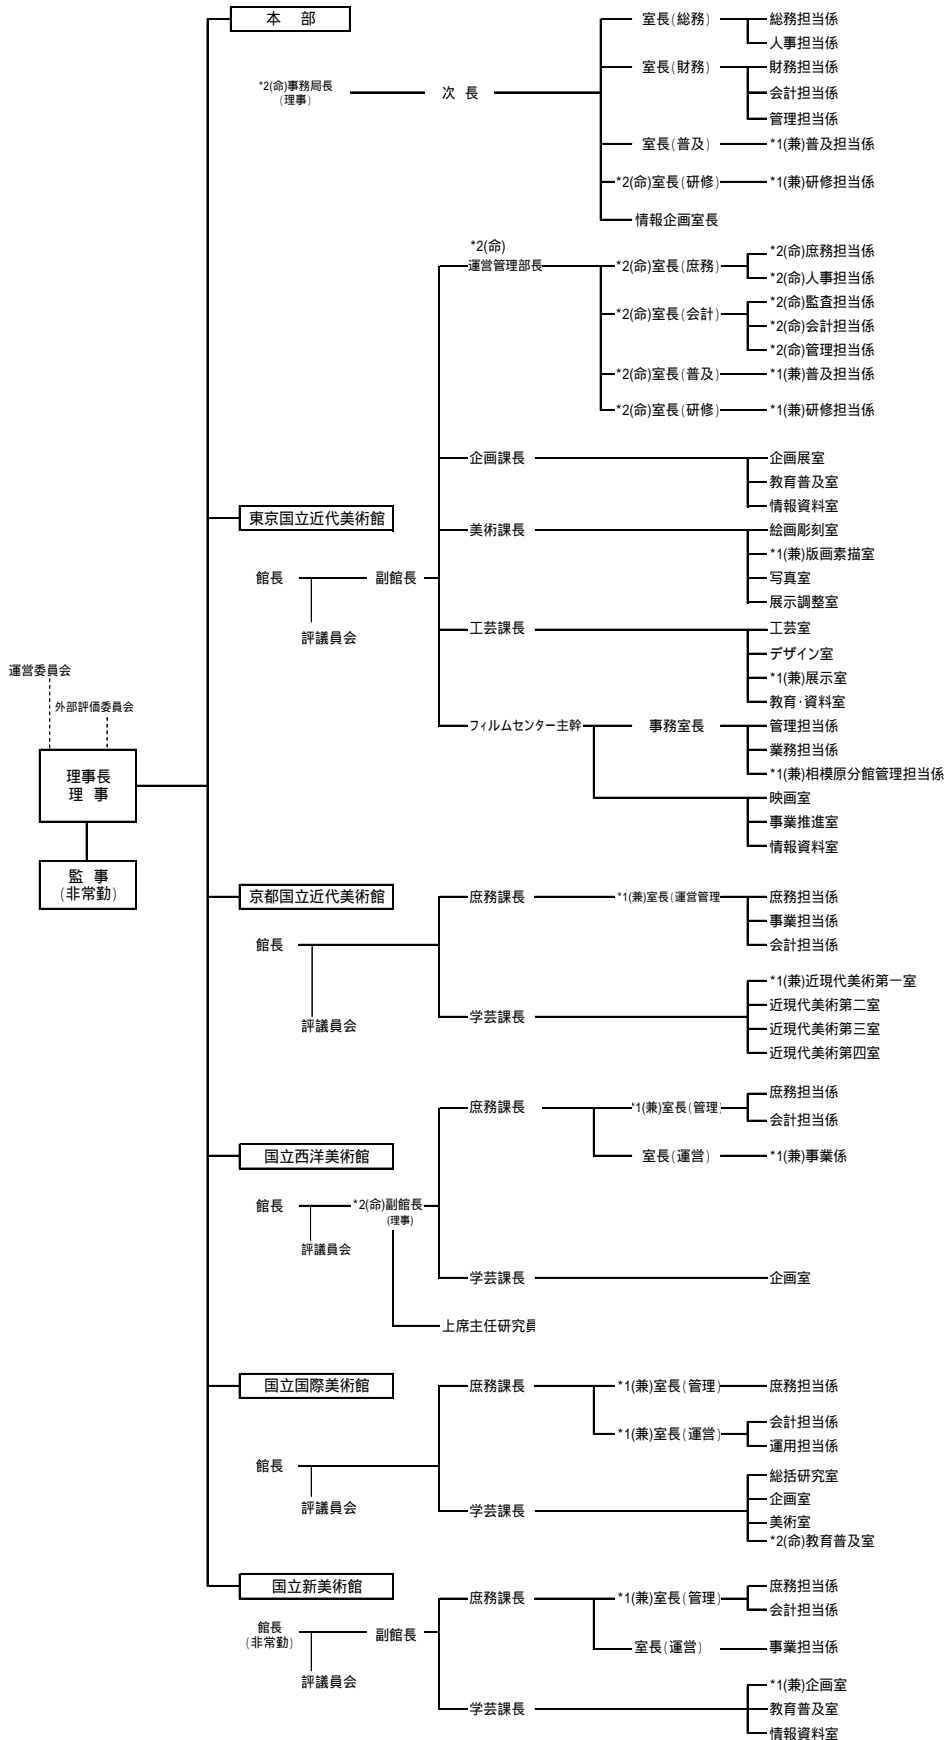 本 部
*2(命)事務局長
(理事)
次 長
室長(総務)
総務担当係
人事担当係
室長(財務)
財務担当係
会計担当係
管理担当係
室長(普及)
*1(兼)普及担当係
*2(命)室長(研修)
*1(兼)研修担当係
情報企画室長
東京国立近代美術館
館長
副館長
評議員会
*2(命)
運営管理部長
*2(命)室長(庶務)
*2(命)庶務担当係
*2(命)人事担当係
*2(命)室長(会計)
*2(命)監査担当係
*2(命)会計担当係
*2(命)管理担当係
*2(命)室長(普及)
*1(兼)普及担当係
*2(命)室長(研修)
*1(兼)研修担当係
企画課長
企画展室
教育普及室
情報資料室
美術課長
絵画彫刻室
*1(兼)版画素描室
写真室
展示調整室
工芸課長
工芸室
デザイン室
*1(兼)展示室
教育・資料室
フィルムセンター主幹
事務室長
管理担当係
業務担当係
*1(兼)相模原分館管理担当係
映画室
事業推進室
情報資料室
運営委員会
外部評価委員会
理事長
理 事
監 事
(非常勤)
京都国立近代美術館
館長
評議員会
庶務課長
*1(兼)室長(運営管理
庶務担当係
事業担当係
会計担当係
学芸課長
*1(兼)近現代美術第一室
近現代美術第二室
近現代美術第三室
近現代美術第四室
国立西洋美術館
館長
*2(命)副館長
(理事)
評議員会
庶務課長
*1(兼)室長(管理)
庶務担当係
会計担当係
室長(運営)
*1(兼)事業係
学芸課長
企画室
上席主任研究員
国立国際美術館
館長
評議員会
庶務課長
*1(兼)室長(管理)
庶務担当係
*1(兼)室長(運営)
会計担当係
運用担当係
学芸課長
総括研究室
企画室
美術室
*2(命)教育普及室
国立新美術館
館長
(非常勤)
副館長
評議員会
庶務課長
*1(兼)室長(管理)
庶務担当係
会計担当係
室長(運営)
事業担当係
学芸課長
*1(兼)企画室
教育普及室
情報資料室